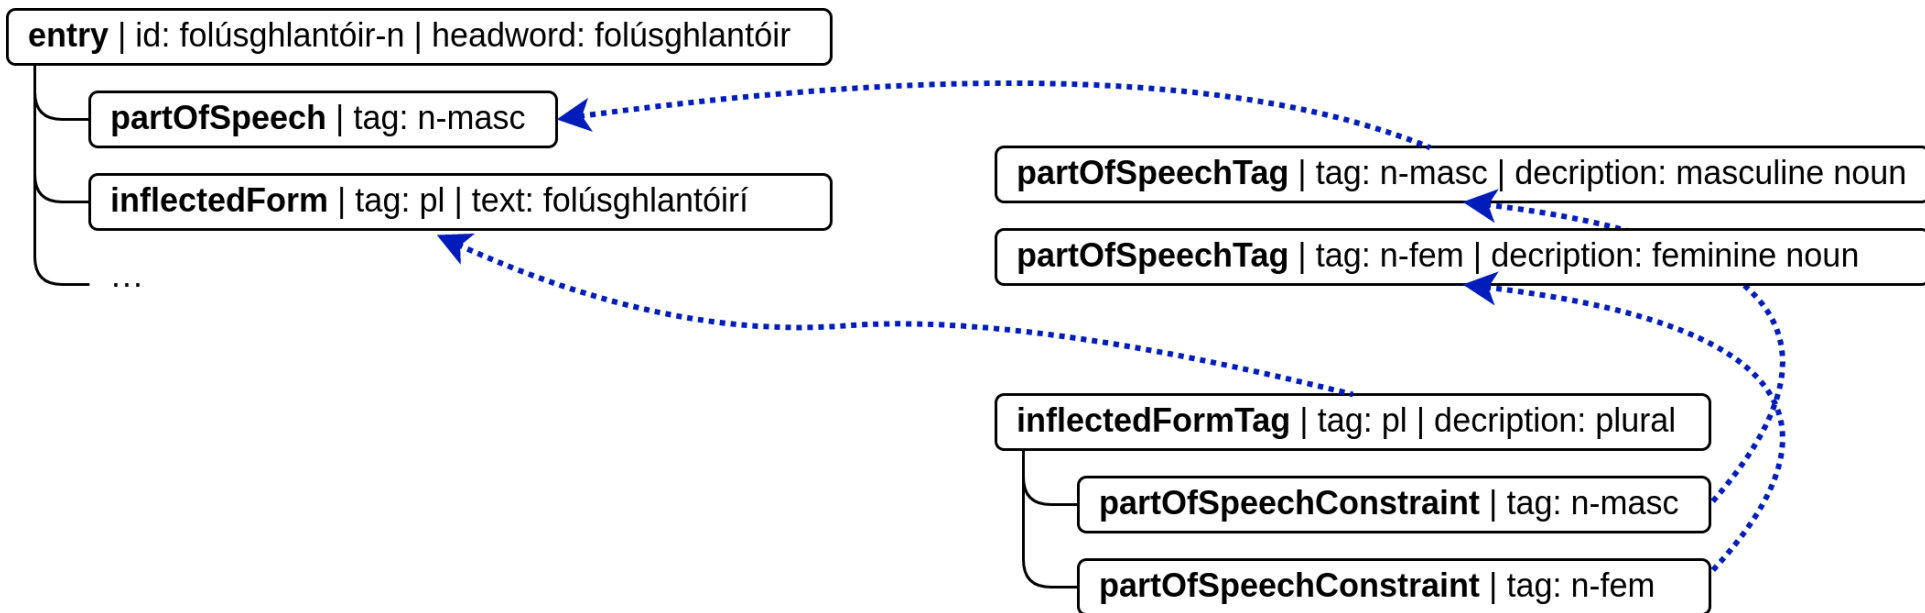 entry | id: folúsghlantóir-n | headword: folúsghlantóir
partOfSpeech | tag: n-masc
inflectedForm | tag: pl | text: folúsghlantóirí
…
partOfSpeechTag | tag: n-masc | decription: masculine noun
partOfSpeechTag | tag: n-fem | decription: feminine noun
inflectedFormTag | tag: pl | decription: plural
partOfSpeechConstraint | tag: n-masc
partOfSpeechConstraint | tag: n-fem